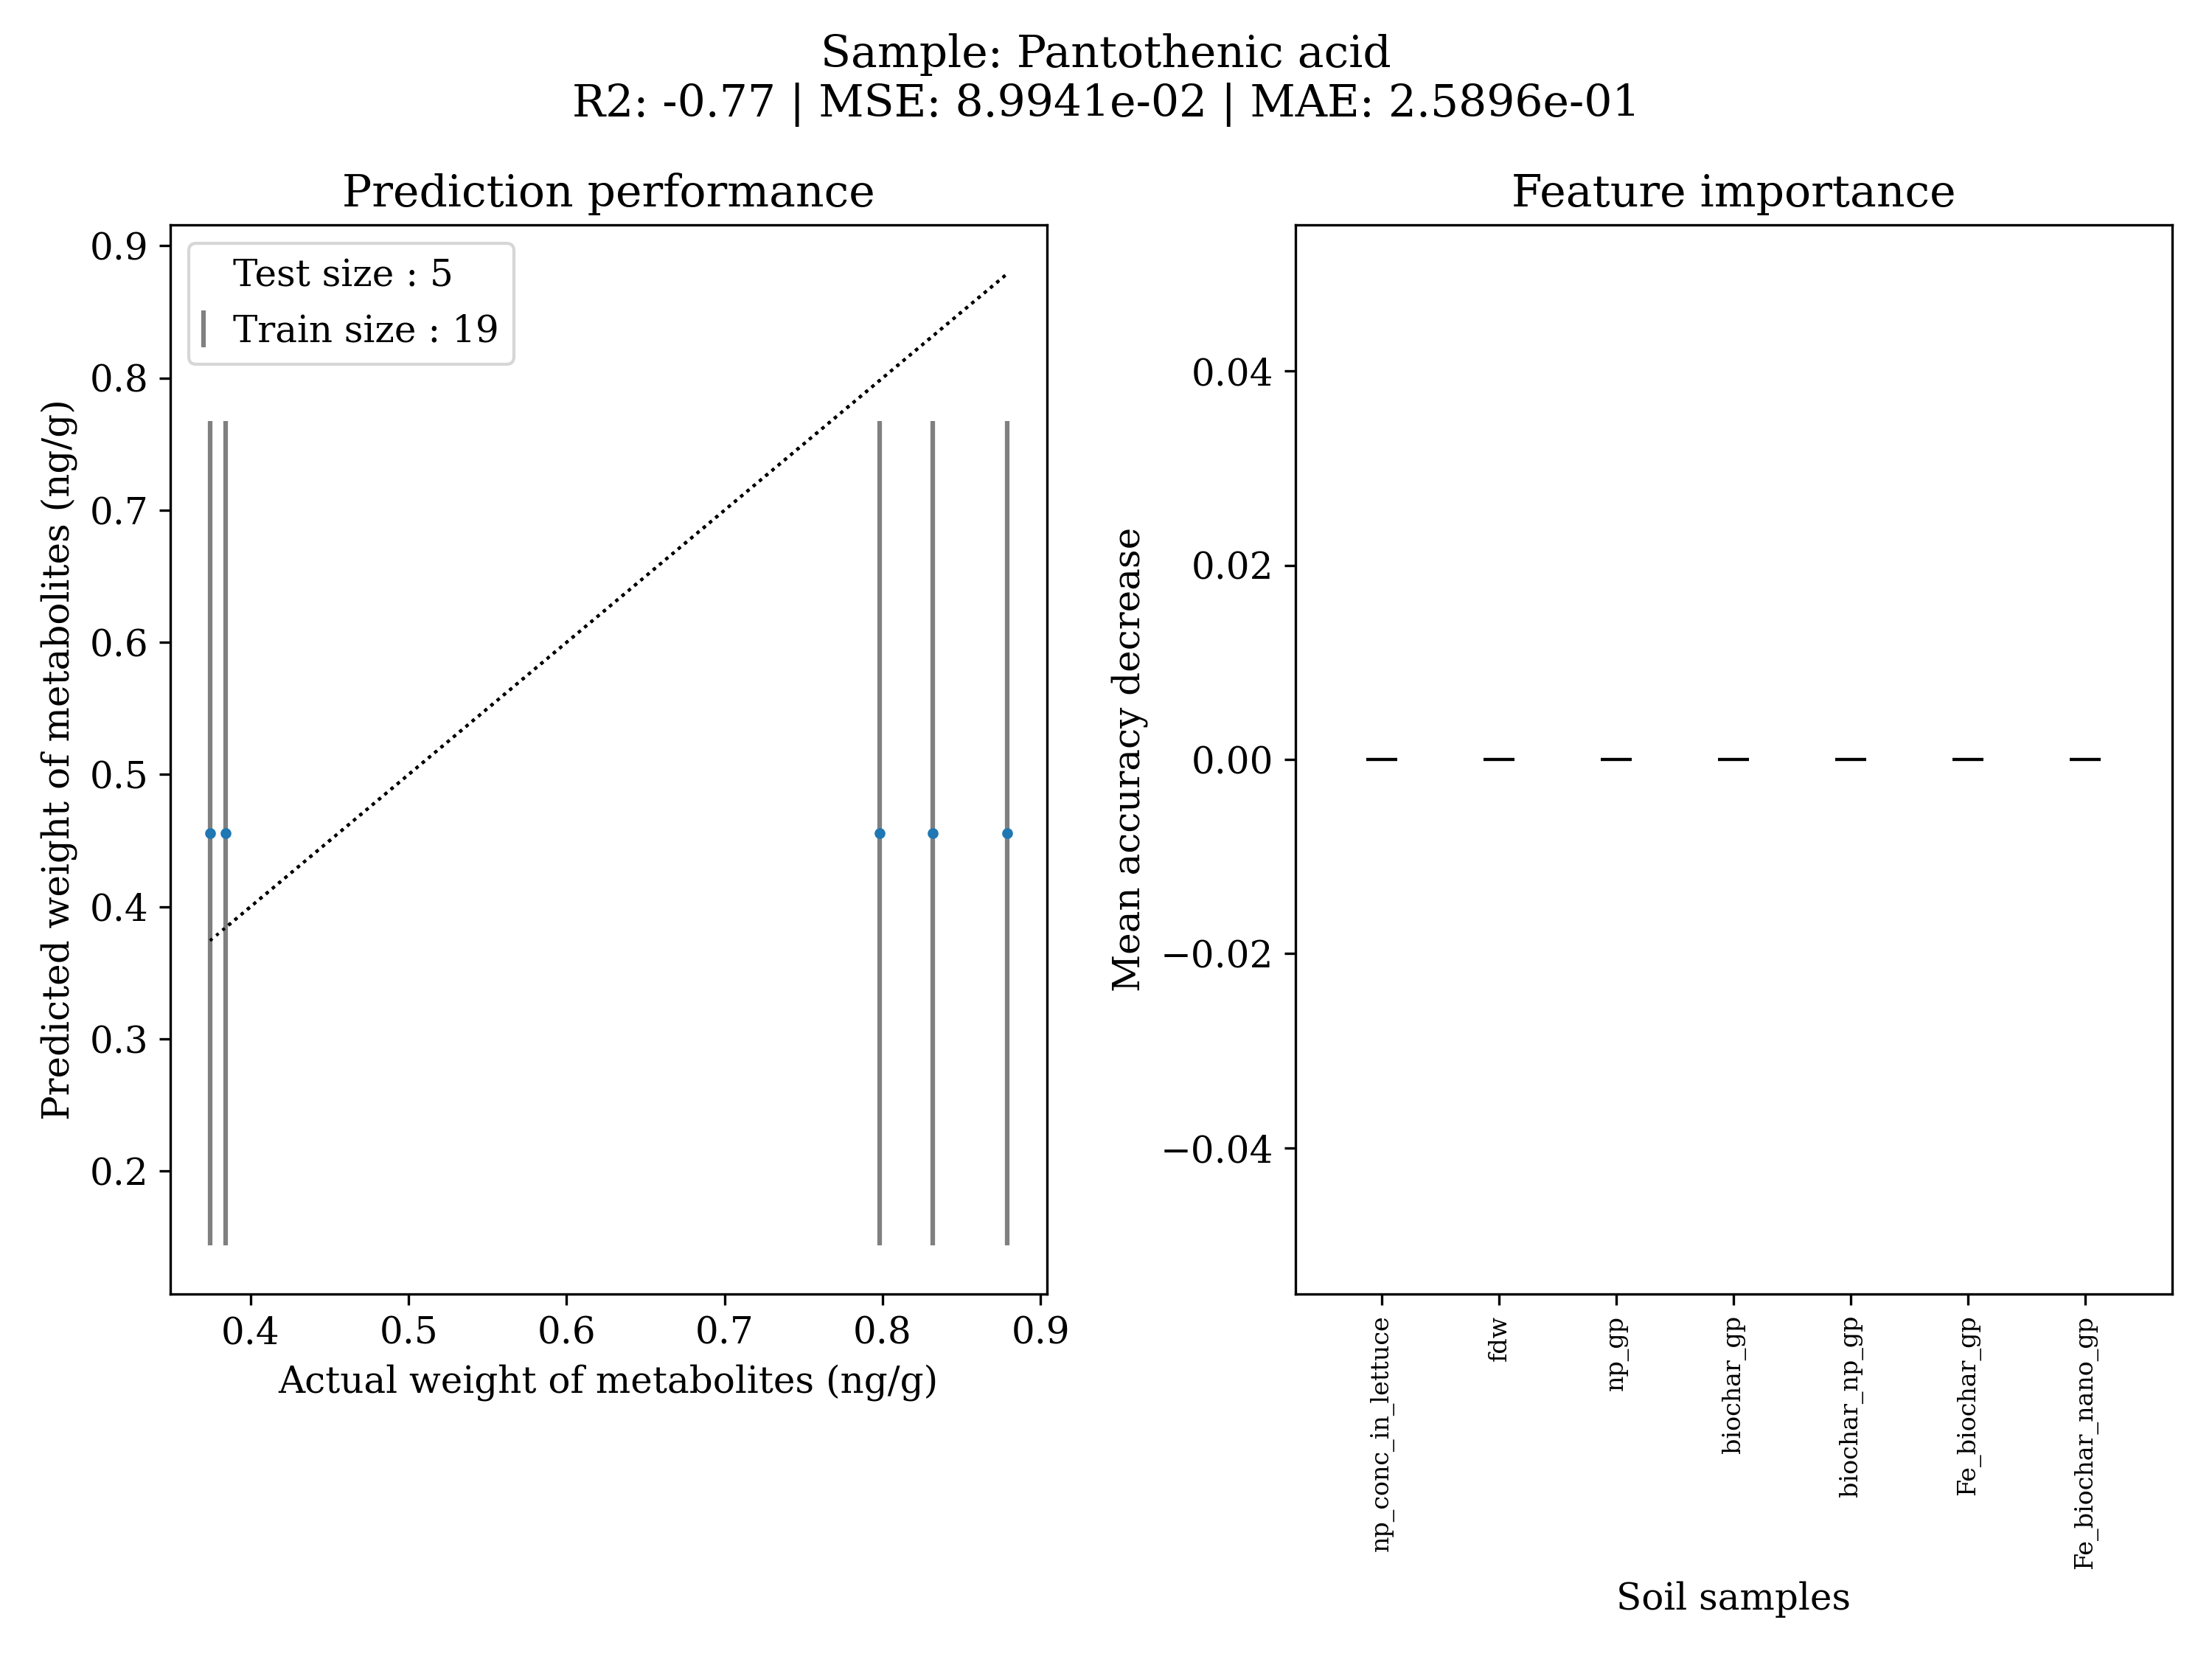 Sample: Pantothenic acid
R2: -0.77 | MSE: 8.9941e-02 | MAE: 2.5896e-01
Prediction performance
Test size : 5
Train size : 19
0.9
0.8
0.7
0.6
0.5
0.4
0.3
0.2
Predicted weight of metabolites (ng/g)
0.4 0.5 0.6 0.7 0.8 0.9
Actual weight of metabolites (ng/g)
Feature importance
0.04
0.02
0.00
−0.02
−0.04
Mean accuracy decrease
np_conc_in_lettuce
fdw
np_gp
biochar_gp
biochar_np_gp
Fe_biochar_gp
Fe_biochar_nano_gp
Soil samples